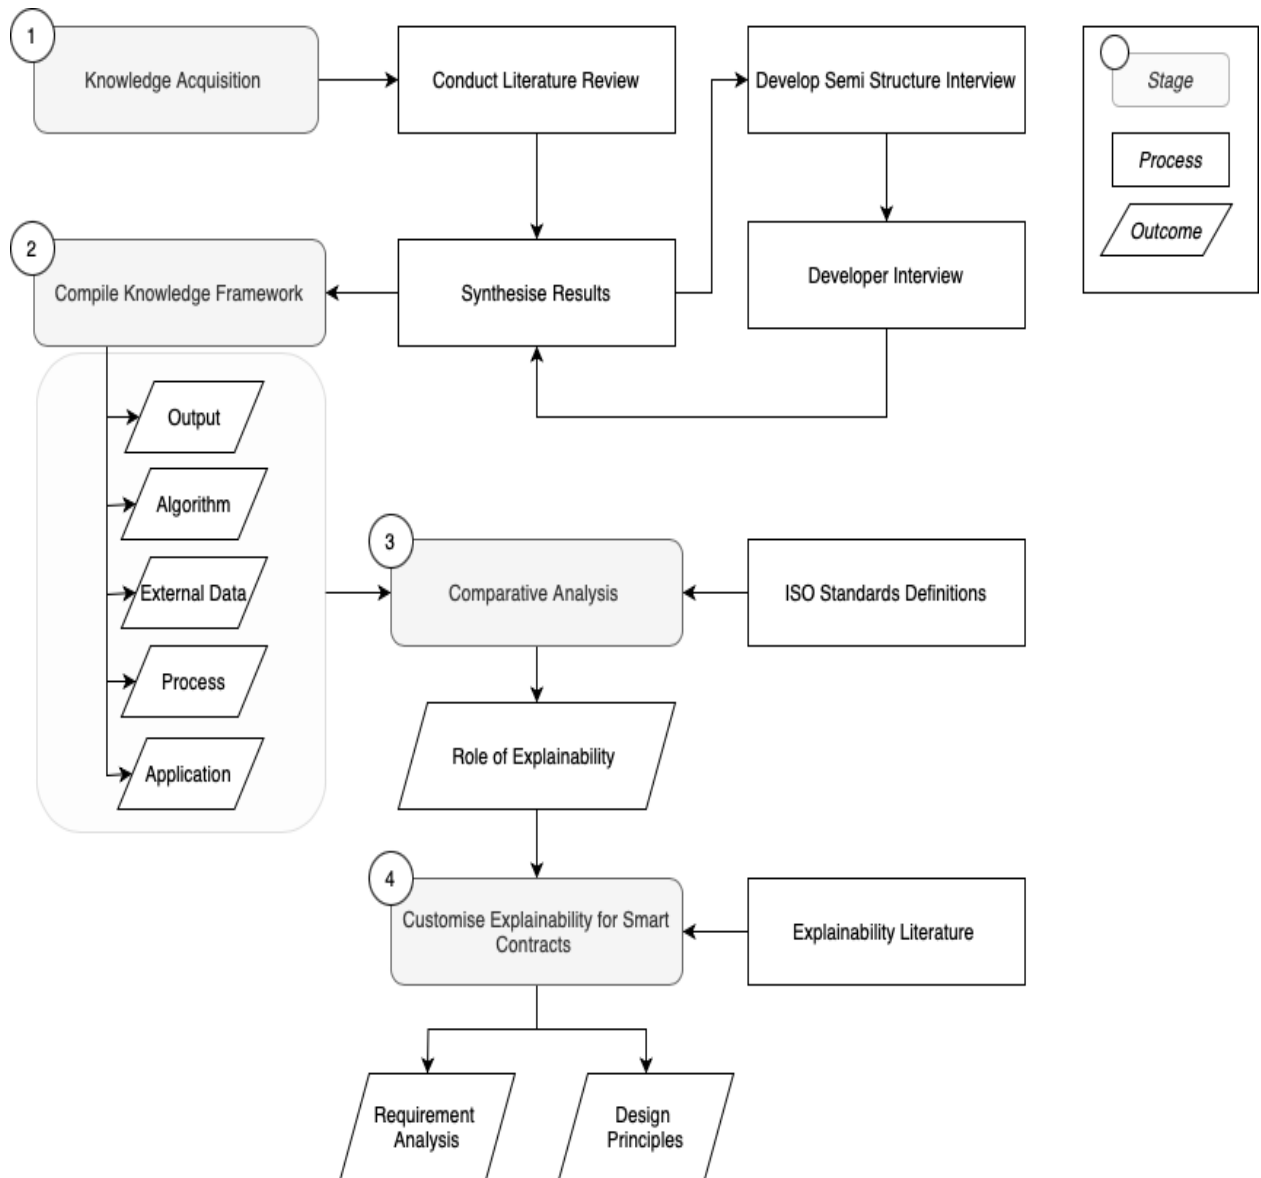 1
Knowledge Acquisition
Conduct Literature Review
Develop Semi Structure Interview
Stage
Process
Outcome
2
Compile Knowledge Framework
Synthesise Results
Developer Interview
Output
Algorithm
External Data
Process
Application
3
Comparative Analysis
ISO Standards Definitions
Role of Explainability
4
Customise Explainability for Smart
Contracts
Explainability Literature
Requirement
Analysis
Design
Principles